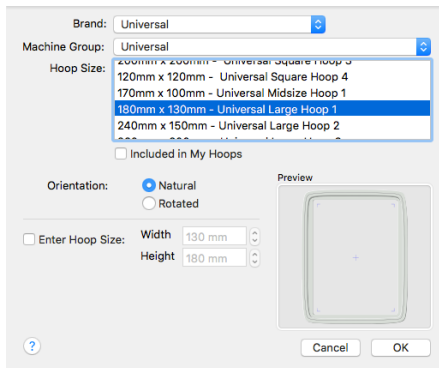 Brand: Universal
Machine Group: Universal
Hoop Size:
120mm x 120mm - Universal Square Hoop 4
170mm x 100mm - Universal Midsize Hoop 1
180mm x 130mm - Universal Large Hoop 1
240mm x 150mm - Universal Large Hoop 2
Included in My Hoops
Orientation: Natural
Rotated
Preview
Enter Hoop Size: Width 130 mm
Height 180 mm
? Cancel OK